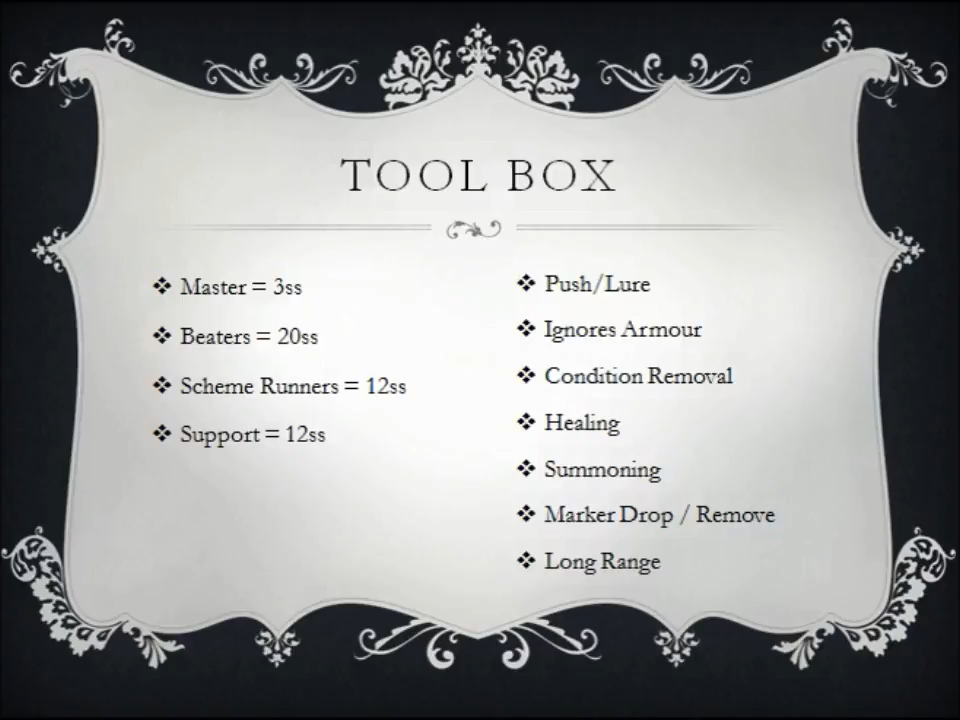 TOOL BOX
Master = 3ss
Beaters = 20ss
Scheme Runners = 12ss
Support = 12ss
Push/Lure
Ignores Armour
Condition Removal
Healing
Summoning
Marker Drop / Remove
Long Range